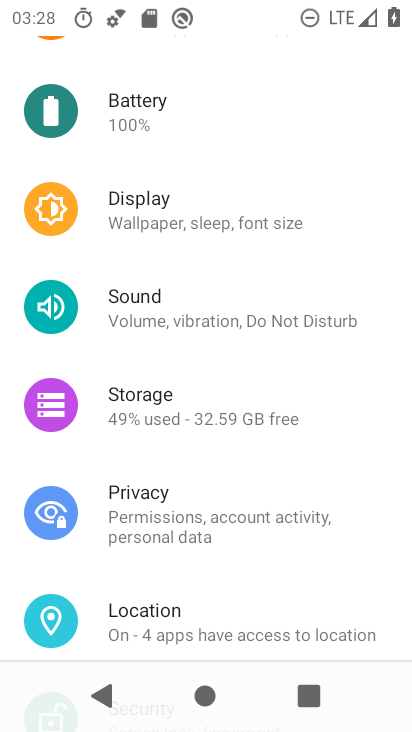 03:28
LTE
Battery
100%
Display
Wallpaper, sleep, font size
Sound
Volume, vibration, Do Not Disturb
Storage
49% used - 32.59 GB free
Privacy
Permissions, account activity,
personal data
Location
On - 4 apps have access to location
Security